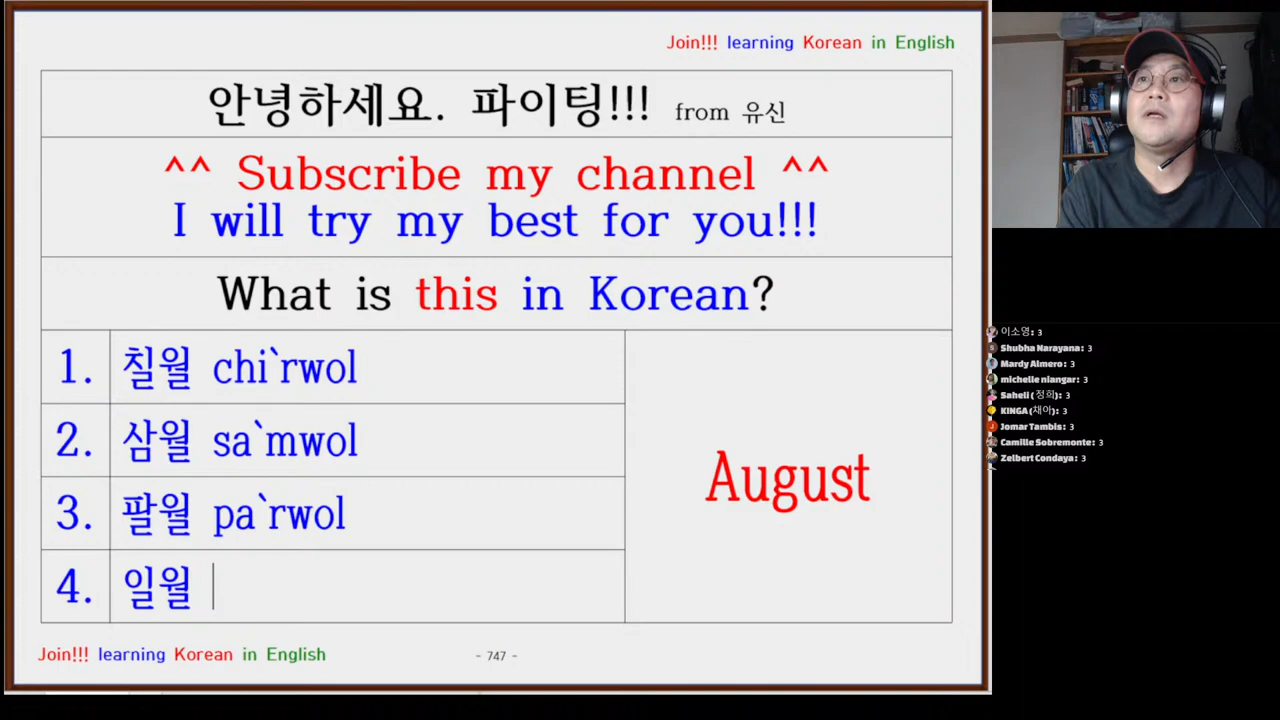 Join!!! learning Korean in English
안녕하세요. 파이팅!!! from 유신
^^ Subscribe my channel ^^
I will try my best for you!!!
What is this in Korean?
1. 칠월 chi`rwol
2. 삼월 sa`mwol
3. 팔월 pa`rwol
4. 일월
August
Join!!! learning Korean in English
- 747 -
이소영: 3
Shubha Narayana: 3
Mardy Almero: 3
michelle niangar: 3
Saheli ( 정희): 3
KINGA (채아): 3
Jomar Tambis: 3
Camille Sobremonte: 3
Zelbert Condaya: 3